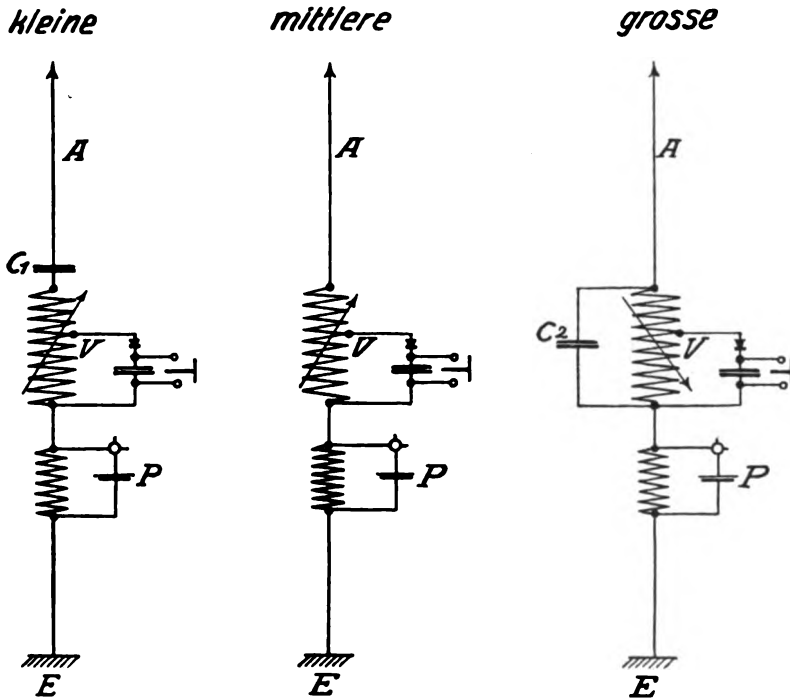 kleine mittlere grosse
A A A
C1
C2
V V V
P P P
E E E